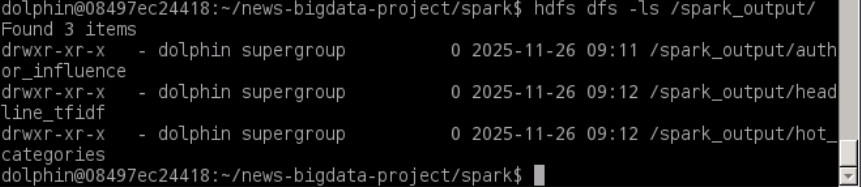 dolphin@08497ec24418:~/news-bigdata-project/spark$ hdfs dfs -ls /spark_output/
Found 3 items
drwxr-xr-x   - dolphin supergroup          0 2025-11-26 09:11 /spark_output/auth
or_influence
drwxr-xr-x   - dolphin supergroup          0 2025-11-26 09:12 /spark_output/head
line_tfidf
drwxr-xr-x   - dolphin supergroup          0 2025-11-26 09:12 /spark_output/hot_
categories
dolphin@08497ec24418:~/news-bigdata-project/spark$